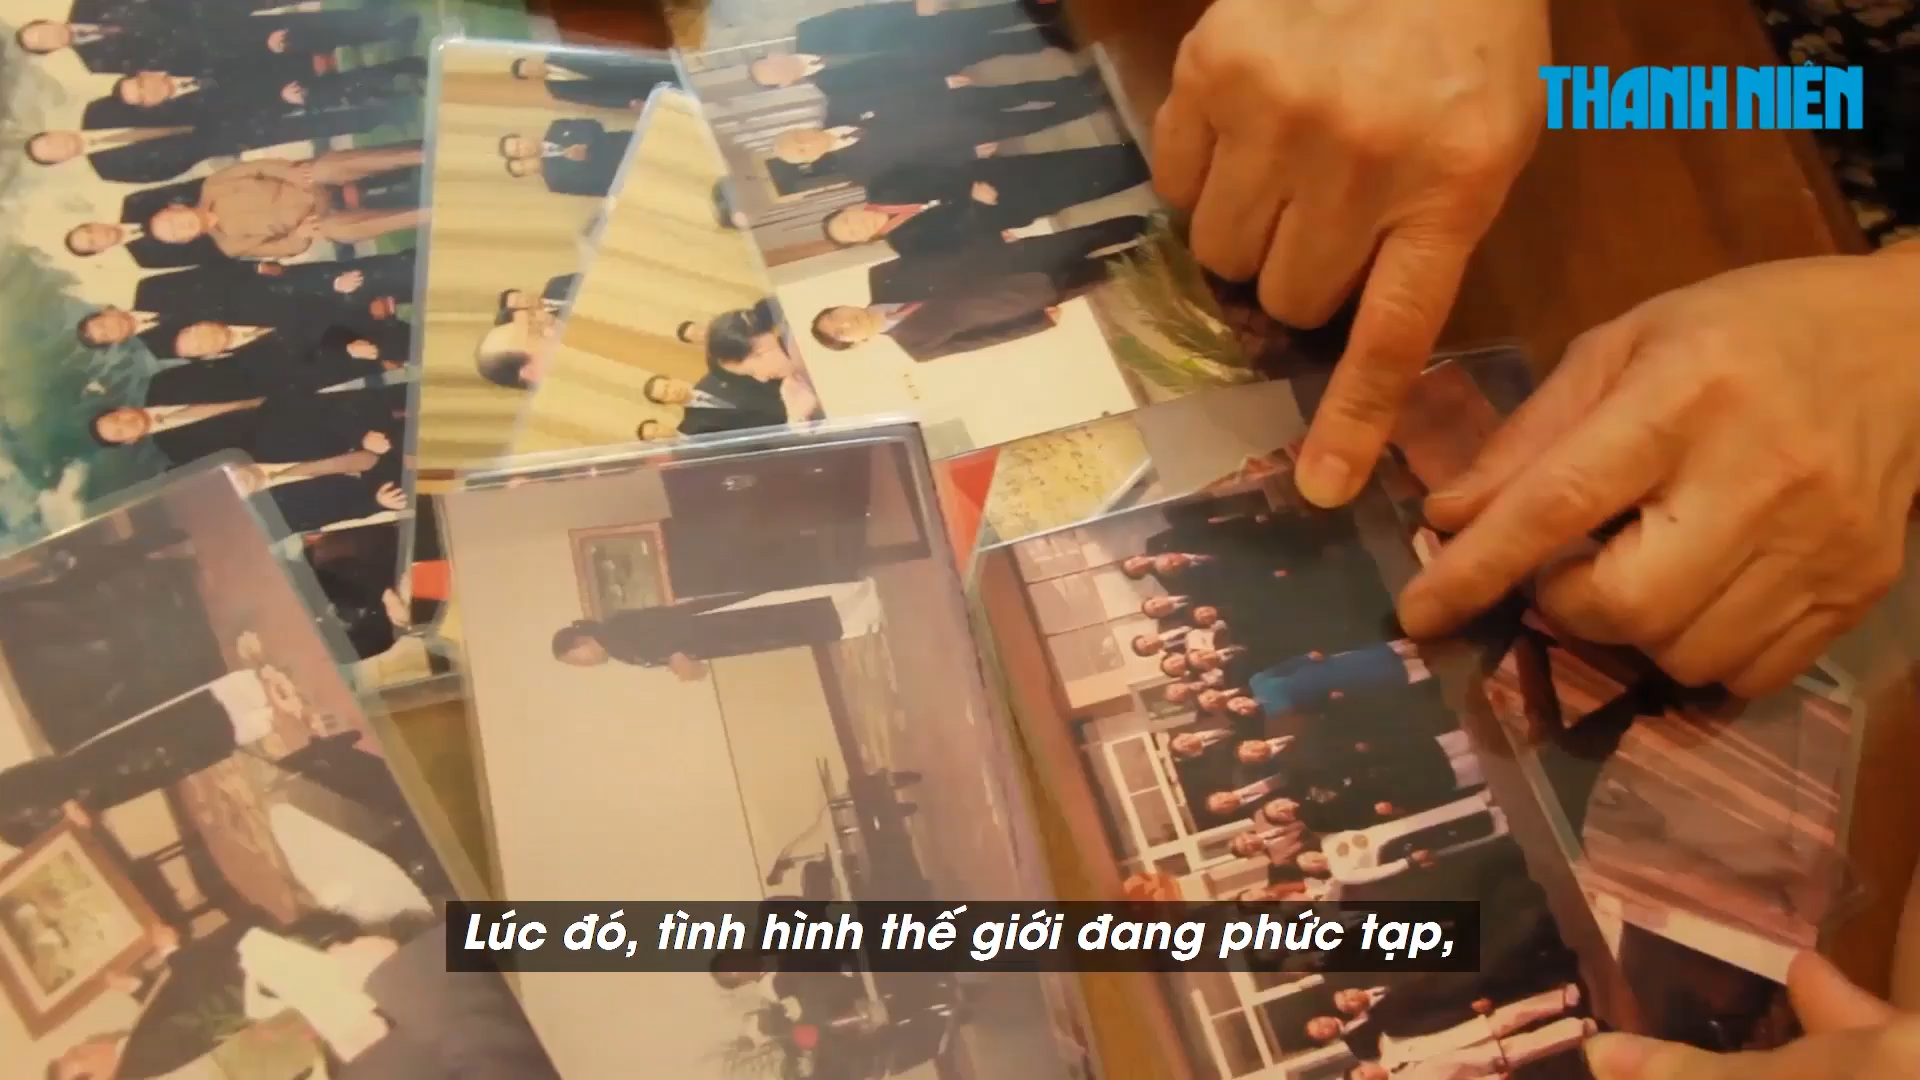 THANH NIÊN
Lúc đó, tình hình thế giới đang phức tạp,